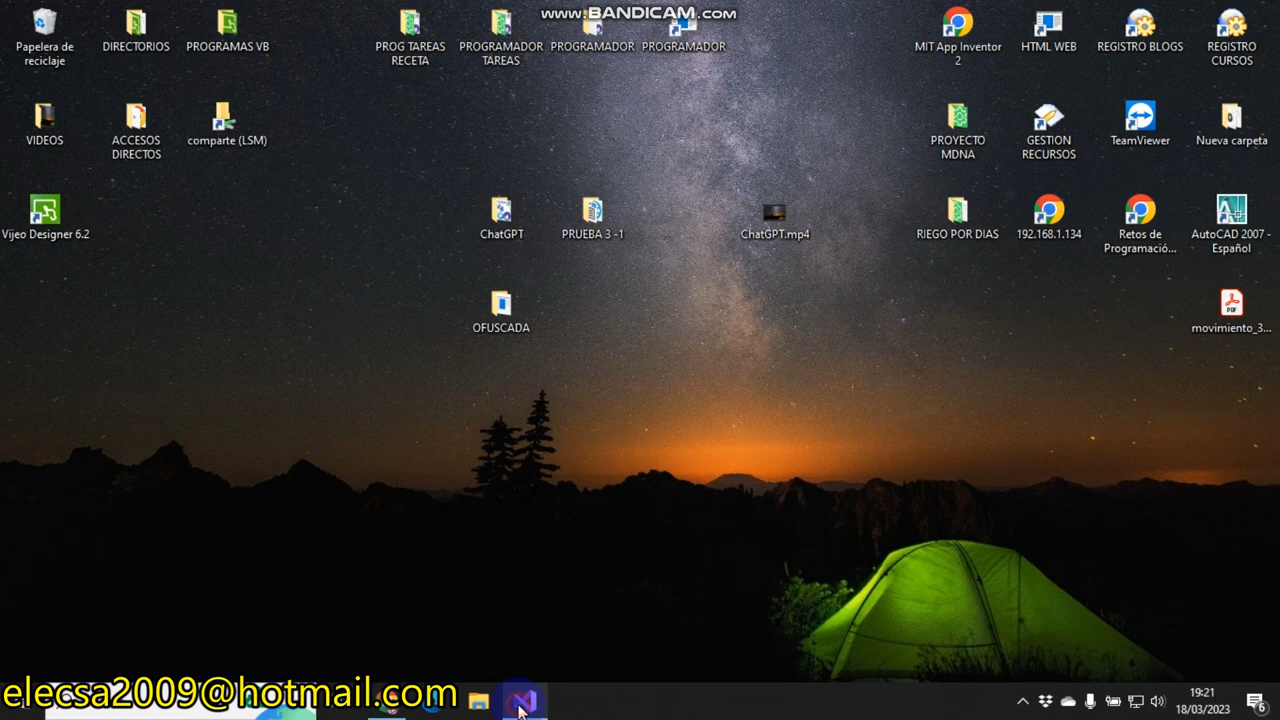 www.BANDICAM.com
Papelera de
reciclaje
DIRECTORIOS
PROGRAMAS VB
PROG TAREAS
RECETA
PROGRAMADOR
TAREAS
PROGRAMADOR
PROGRAMADOR
MIT App Inventor
2
HTML WEB
REGISTRO BLOGS
REGISTRO
CURSOS
VIDEOS
ACCESOS
DIRECTOS
comparte (LSM)
PROYECTO
MDNA
GESTION
RECURSOS
TeamViewer
Nueva carpeta
Vijeo Designer 6.2
ChatGPT
PRUEBA 3 -1
ChatGPT.mp4
RIEGO POR DIAS
192.168.1.134
Retos de
Programació...
AutoCAD 2007 -
Español
OFUSCADA
PDF
movimiento_3...
elecsa2009@hotmail.com
19:21
18/03/2023
6